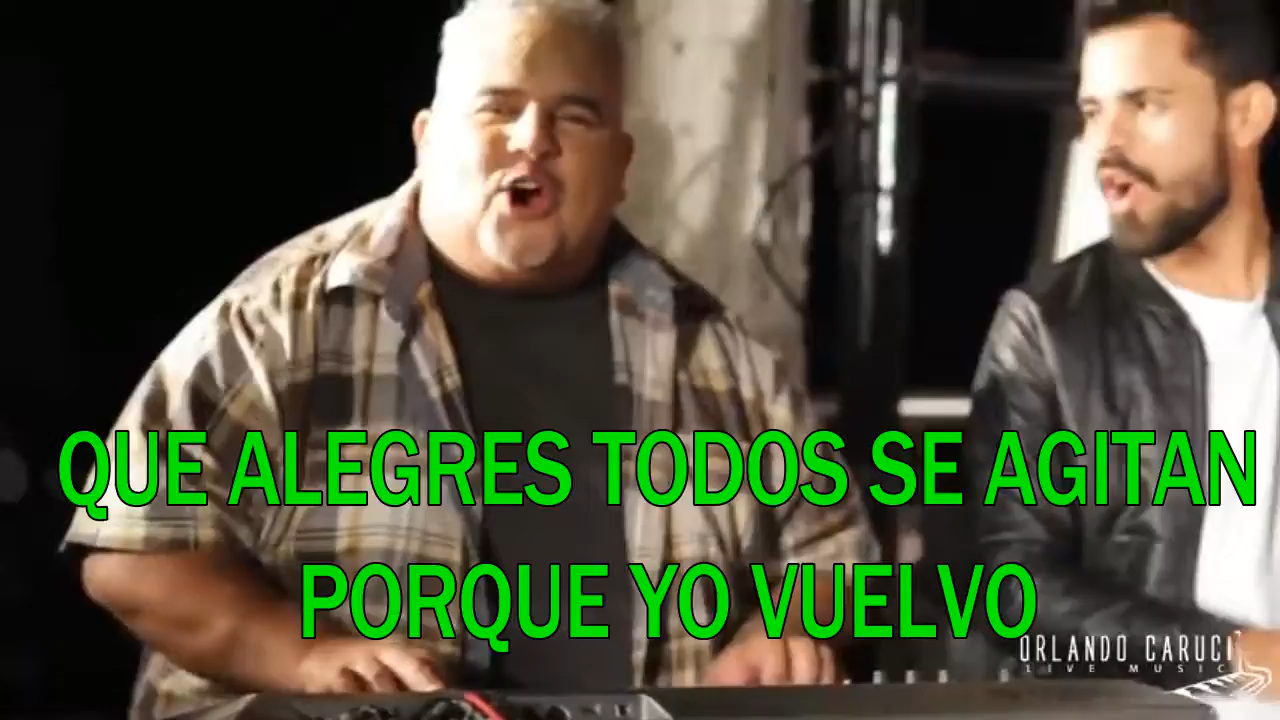 QUE ALEGRES TODOS SE AGITAN
PORQUE YO VUELVO
ORLANDO CARUCI
LIVE MUSIC